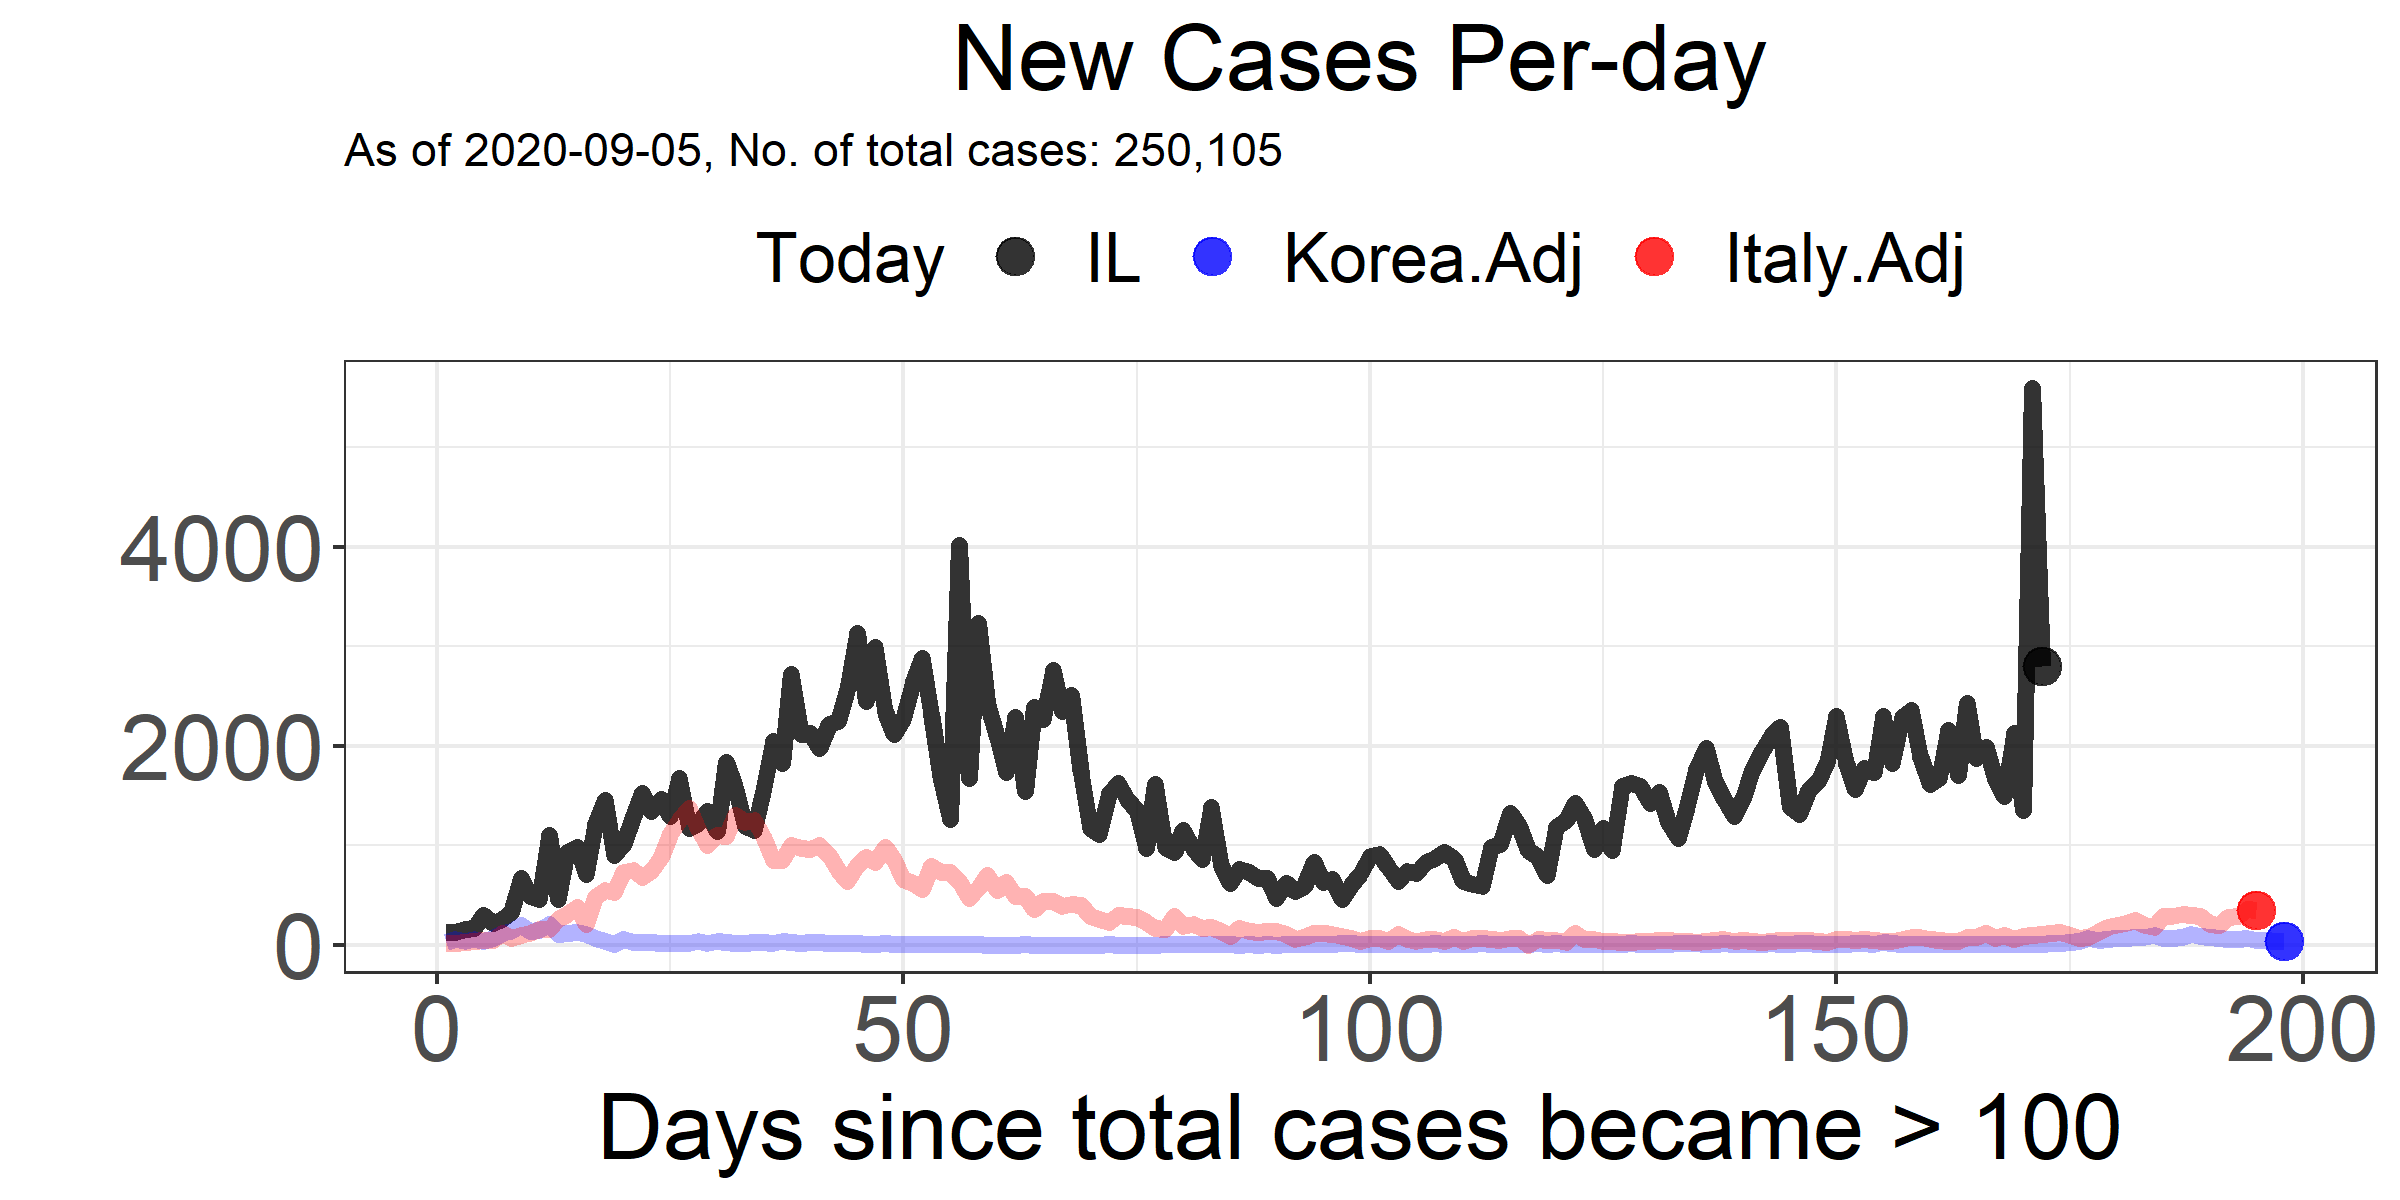 New Cases Per-day
As of 2020-09-05, No. of total cases: 250,105
Today IL Korea.Adj Italy.Adj
4000
2000
0
0 50 100 150 200
Days since total cases became > 100